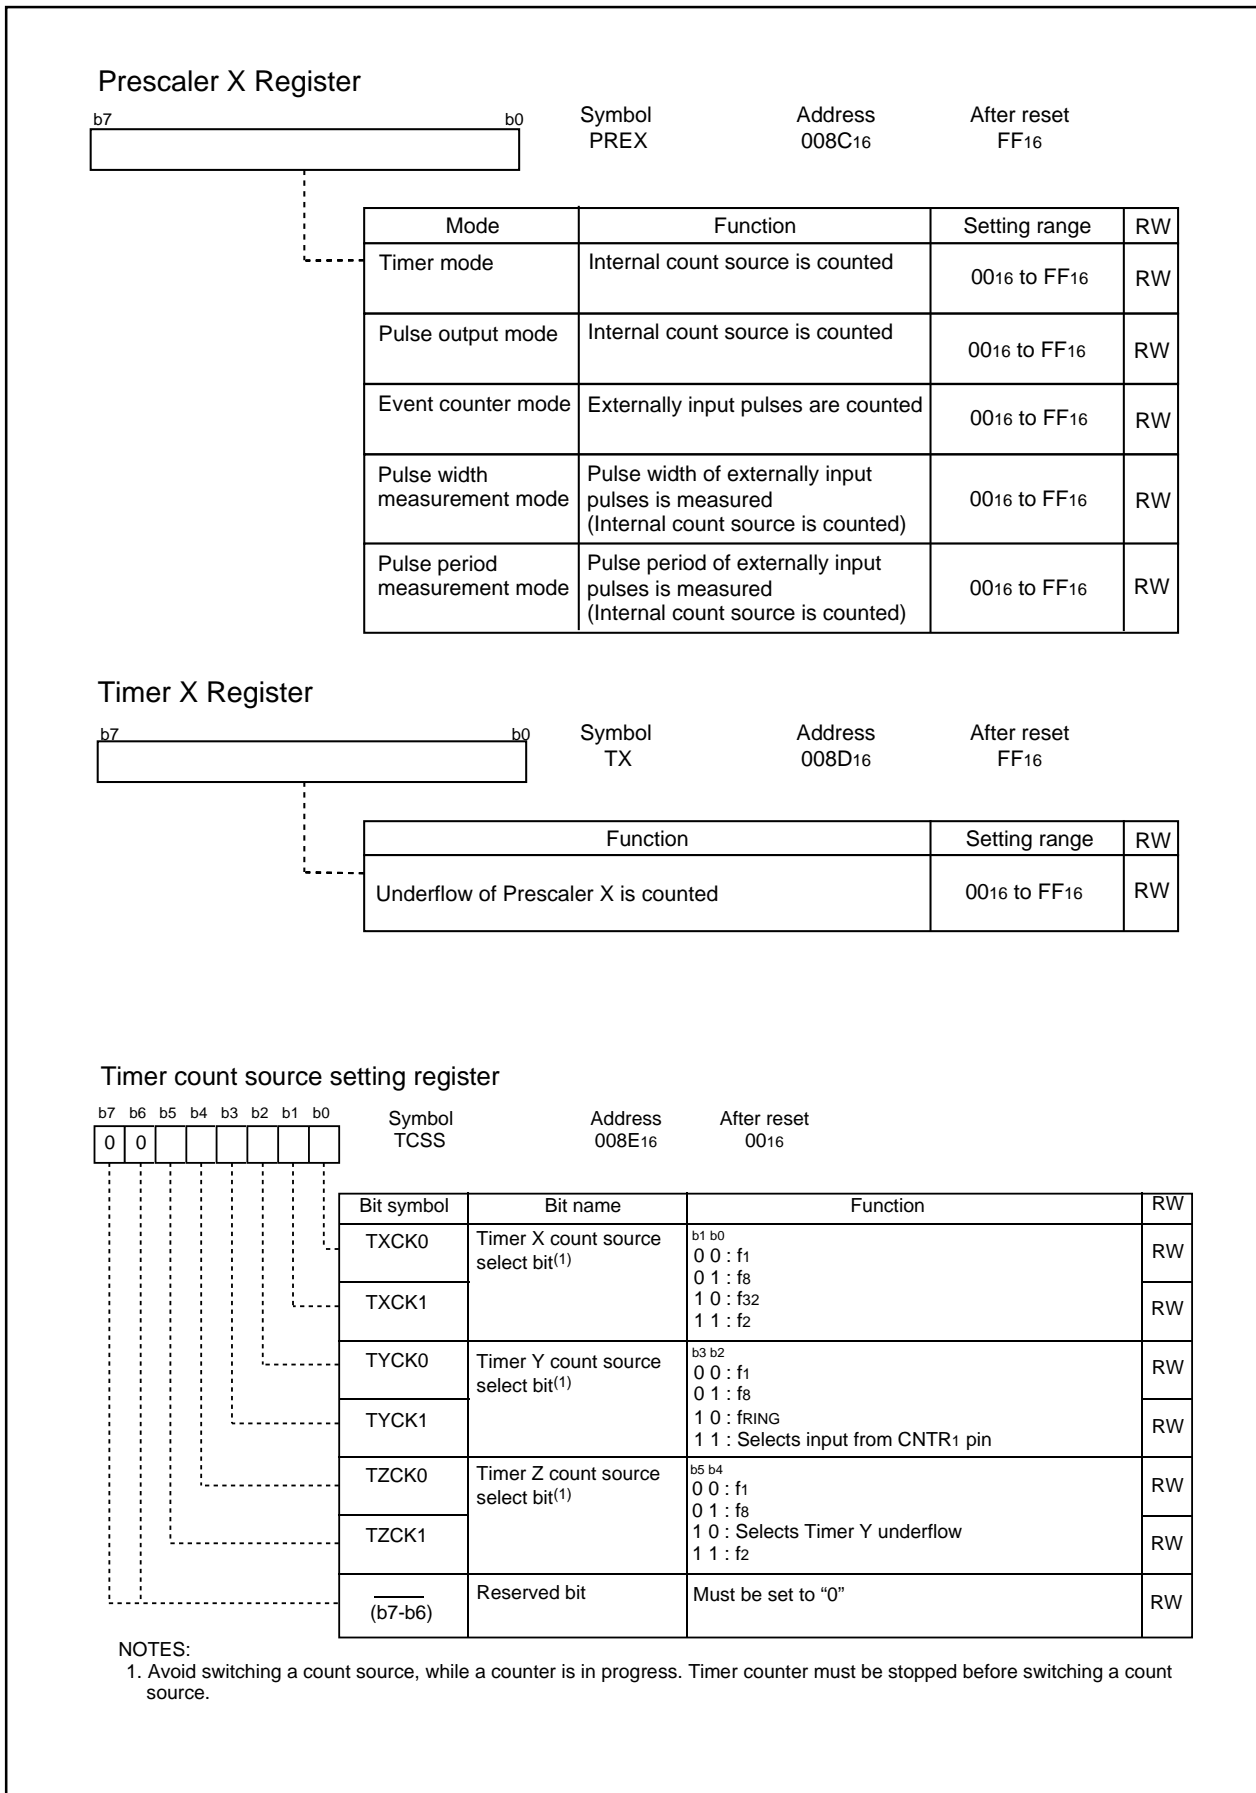 Prescaler X Register
b7 b0 Symbol Address After reset
PREX 008C16 FF16
Mode Function Setting range RW
Timer mode Internal count source is counted 0016 to FF16 RW
Pulse output mode Internal count source is counted 0016 to FF16 RW
Event counter mode Externally input pulses are counted 0016 to FF16 RW
Pulse width Pulse width of externally input
measurement mode pulses is measured 0016 to FF16 RW
(Internal count source is counted)
Pulse period Pulse period of externally input
measurement mode pulses is measured 0016 to FF16 RW
(Internal count source is counted)
Timer X Register
b7 b0 Symbol Address After reset
TX 008D16 FF16
Function Setting range RW
Underflow of Prescaler X is counted 0016 to FF16 RW
Timer count source setting register
b7 b6 b5 b4 b3 b2 b1 b0 Symbol Address After reset
0 0 TCSS 008E16 0016
Bit symbol Bit name Function RW
TXCK0 Timer X count source b1 b0 RW
select bit(1) 0 0 : f1
0 1 : f8
TXCK1 1 0 : f32 RW
1 1 : f2
TYCK0 Timer Y count source b3 b2 RW
select bit(1) 0 0 : f1
0 1 : f8
TYCK1 1 0 : fRING RW
1 1 : Selects input from CNTR1 pin
TZCK0 Timer Z count source b5 b4 RW
select bit(1) 0 0 : f1
0 1 : f8
TZCK1 1 0 : Selects Timer Y underflow RW
1 1 : f2
Reserved bit Must be set to “0” RW
(b7-b6)
NOTES:
1. Avoid switching a count source, while a counter is in progress. Timer counter must be stopped before switching a count
source.